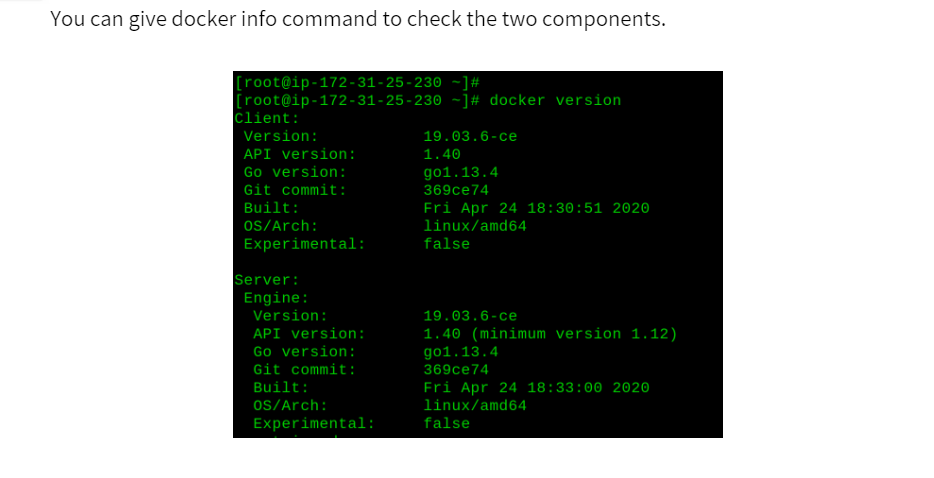 You can give docker info command to check the two components.
[root@ip-172-31-25-230 ~]#
[root@ip-172-31-25-230 ~]# docker version
Client:
Version: 19.03.6-ce
API version: 1.40
Go version: go1.13.4
Git commit: 369ce74
Built: Fri Apr 24 18:30:51 2020
OS/Arch: linux/amd64
Experimental: false
Server:
Engine:
Version: 19.03.6-ce
API version: 1.40 (minimum version 1.12)
Go version: go1.13.4
Git commit: 369ce74
Built: Fri Apr 24 18:33:00 2020
OS/Arch: linux/amd64
Experimental: false